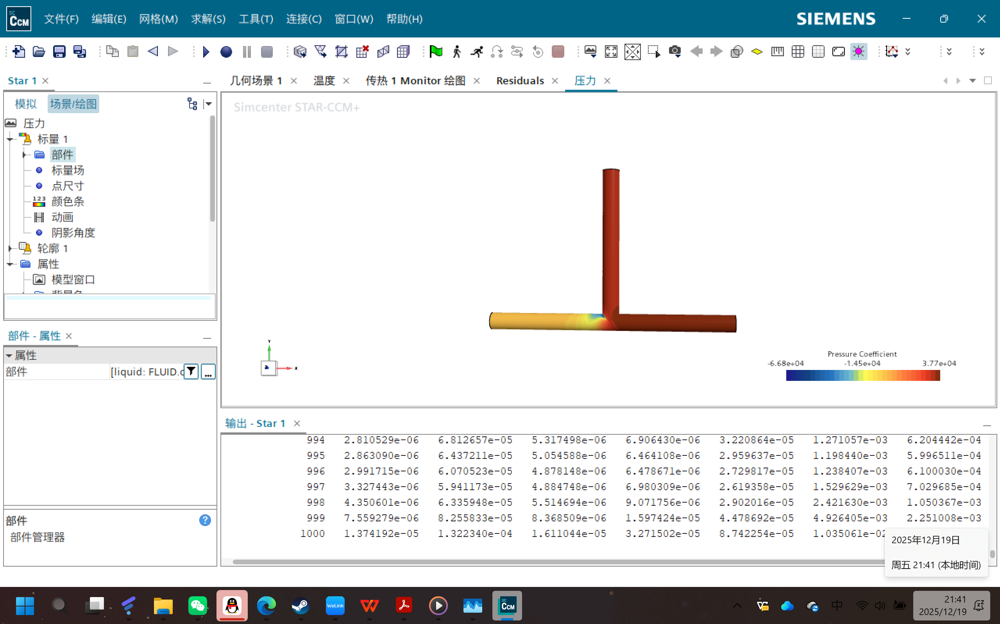 SC
CCM
文件(F) 编辑(E) 网格(M) 求解(S) 工具(T) 连接(C) 窗口(W) 帮助(H)
SIEMENS
Star 1
几何场景 1 温度 传热 1 Monitor 绘图 Residuals 压力
模拟 场景/绘图
压力
标量 1
部件
标量场
点尺寸
123 颜色条
动画
阴影角度
轮廓 1
属性
模型窗口
部件 - 属性
属性
部件 [liquid: FLUID.
...
部件
部件管理器
Simcenter STAR-CCM+
Y
X
Pressure Coefficient
-6.68e+04 -1.45e+04 3.77e+04
输出 - Star 1
994 2.810529e-06 6.812657e-05 5.317498e-06 6.906430e-06 3.220864e-05 1.271057e-03 6.204442e-04
995 2.863090e-06 6.437211e-05 5.054588e-06 6.464108e-06 2.959637e-05 1.198440e-03 5.996511e-04
996 2.991715e-06 6.070523e-05 4.878148e-06 6.478671e-06 2.729817e-05 1.238407e-03 6.100030e-04
997 3.327443e-06 5.941173e-05 4.884748e-06 6.980309e-06 2.619358e-05 1.529629e-03 7.029685e-04
998 4.350601e-06 6.335948e-05 5.514694e-06 9.071756e-06 2.902016e-05 2.421630e-03 1.050367e-03
999 7.559279e-06 8.255833e-05 8.368509e-06 1.597424e-05 4.478692e-05 4.926405e-03 2.251008e-03
1000 1.374192e-05 1.322340e-04 1.611044e-05 3.271502e-05 8.742254e-05 1.035061e-02
2025年12月19日
周五 21:41 (本地时间)
WeLink
SC
CCM
中
21:41
2025/12/19